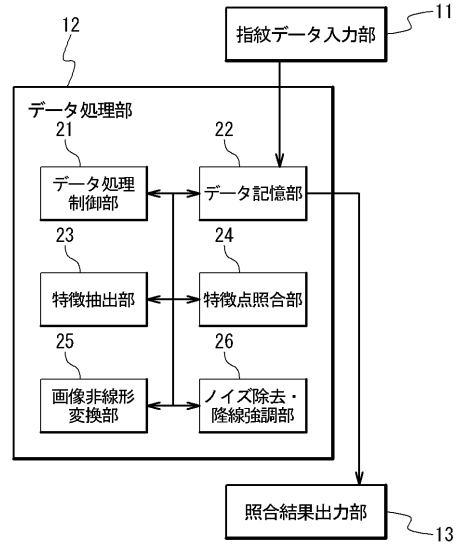 11
指紋データ入力部
12
データ処理部
21
データ処理
制御部
22
データ記憶部
23
特徴抽出部
24
特徴点照合部
25
画像非線形
変換部
26
ノイズ除去・
隆線強調部
照合結果出力部
13